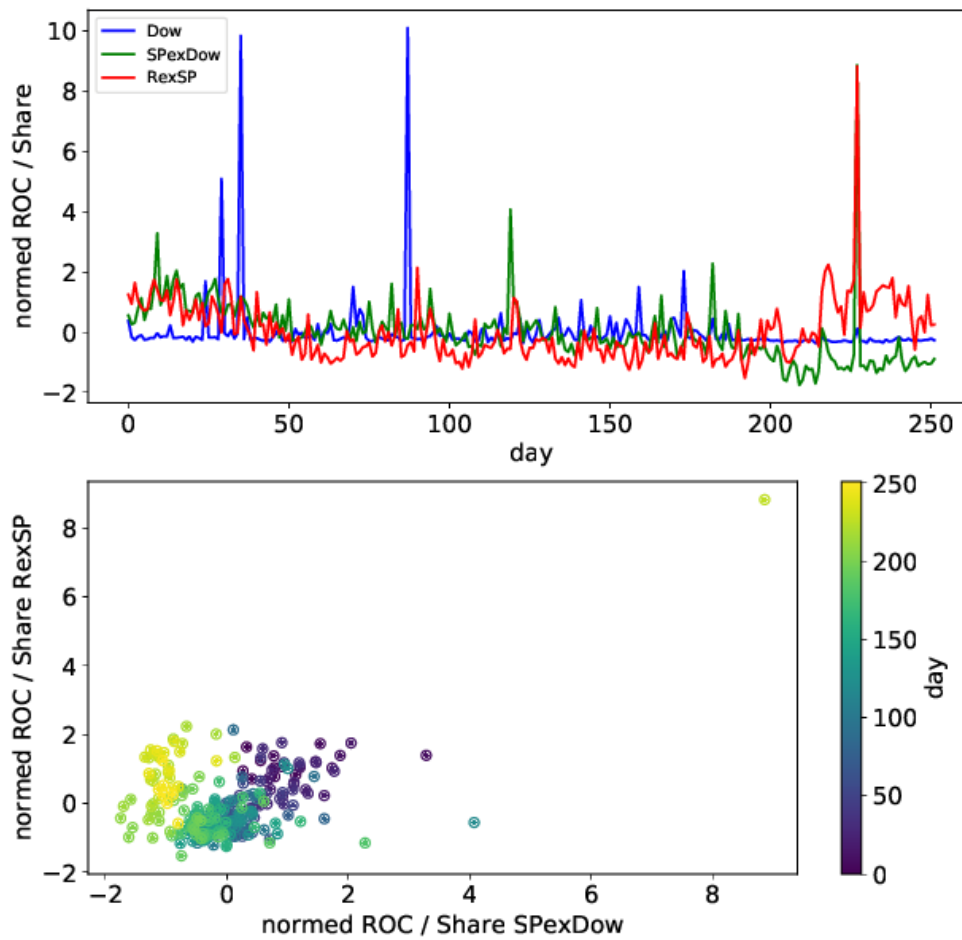 10
8
6
4
2
0
−2
normed ROC / Share
Dow
SPexDow
RexSP
0 50 100 150 200 250
day
8
6
4
2
0
−2
normed ROC / Share RexSP
−2 0 2 4 6 8
normed ROC / Share SPexDow
250
200
150
100
50
0
day